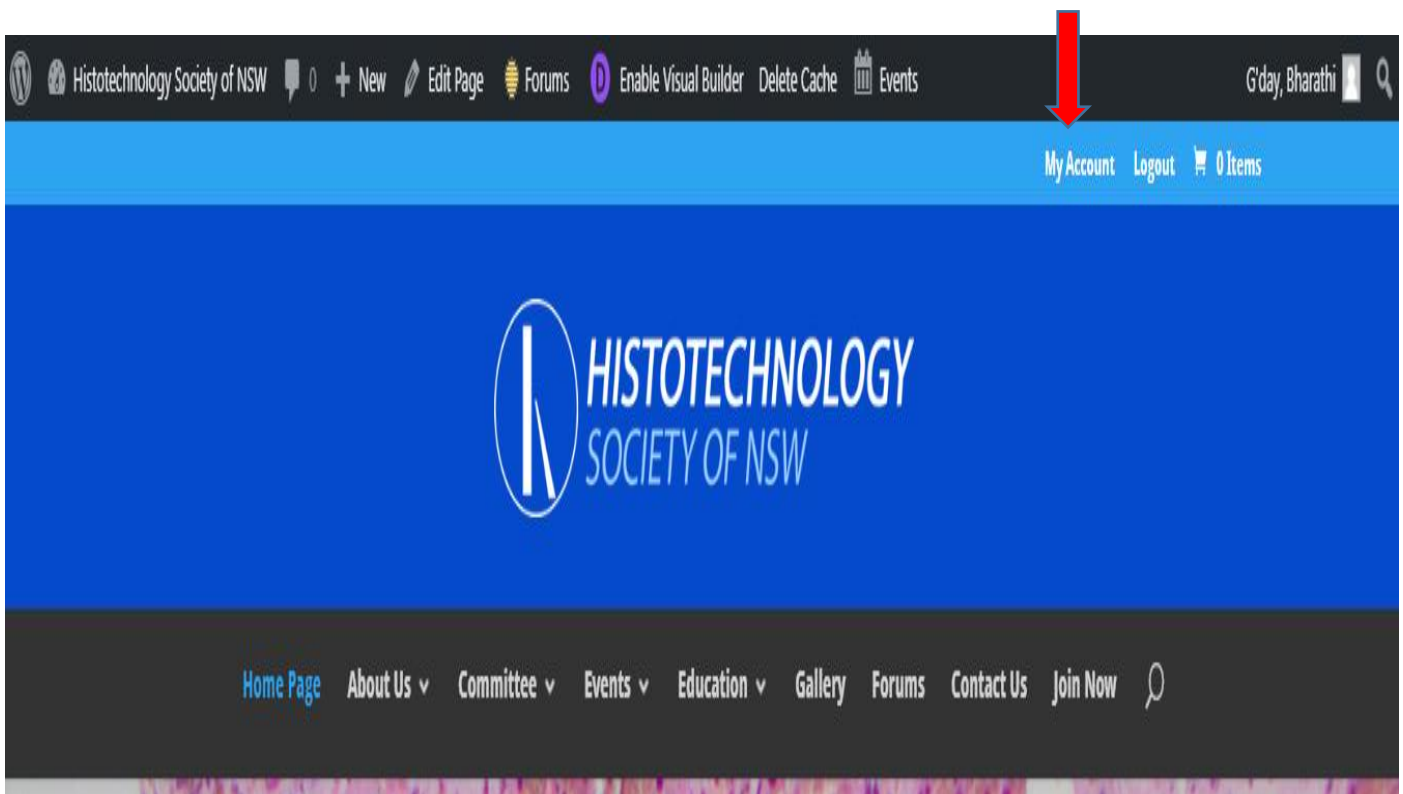 Histotechnology Society of NSW 0 + New Edit Page Forums D Enable Visual Builder Delete Cache Events G'day, Bharathi
My Account Logout 0 Items
HISTOTECHNOLOGY
SOCIETY OF NSW
Home Page About Us Committee Events Education Gallery Forums Contact Us Join Now